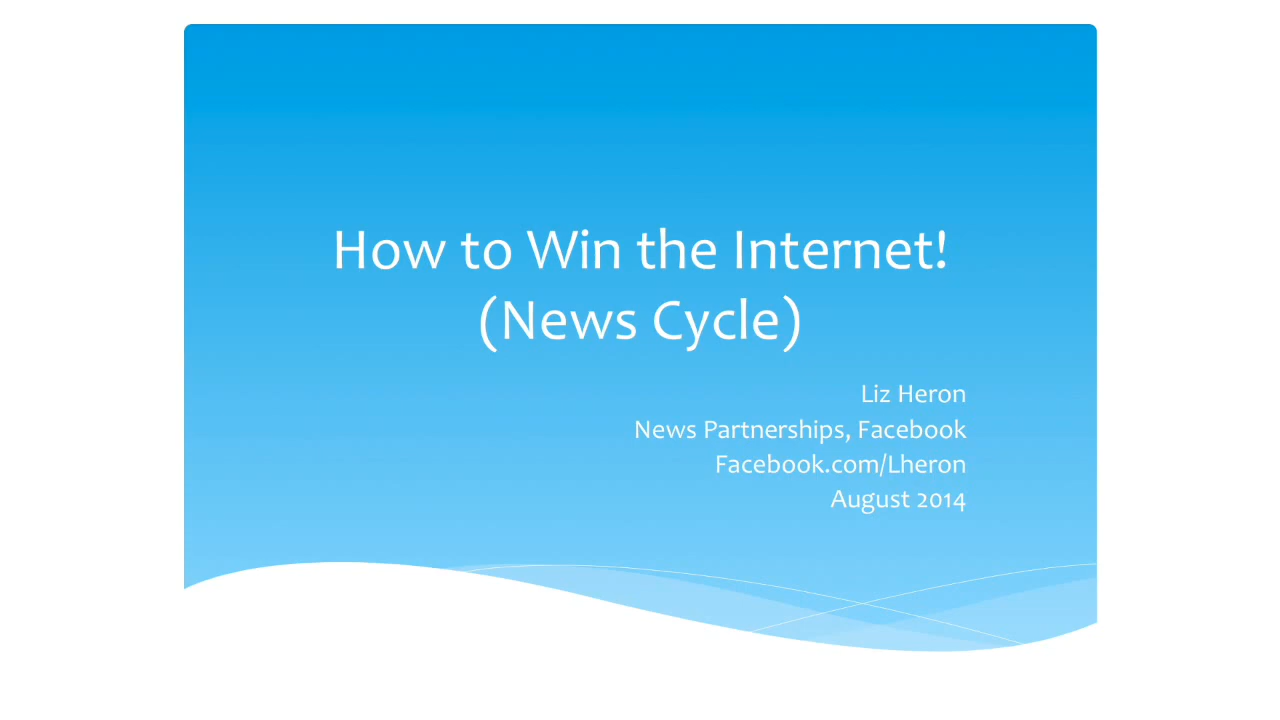 How to Win the Internet!
(News Cycle)
Liz Heron
News Partnerships, Facebook
Facebook.com/Lheron
August 2014